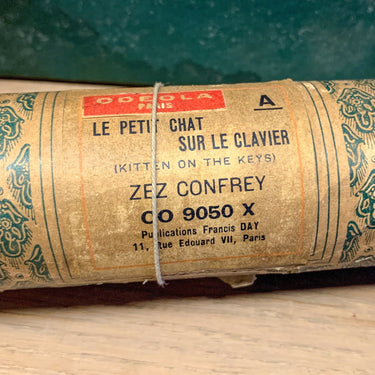 ODEOLA
PARIS
A
LE PETIT CHAT
SUR LE CLAVIER
(KITTEN ON THE KEYS)
ZEZ CONFREY
CO 9050 X
Publications Francis DAY
11, Rue Edouard VII, Paris